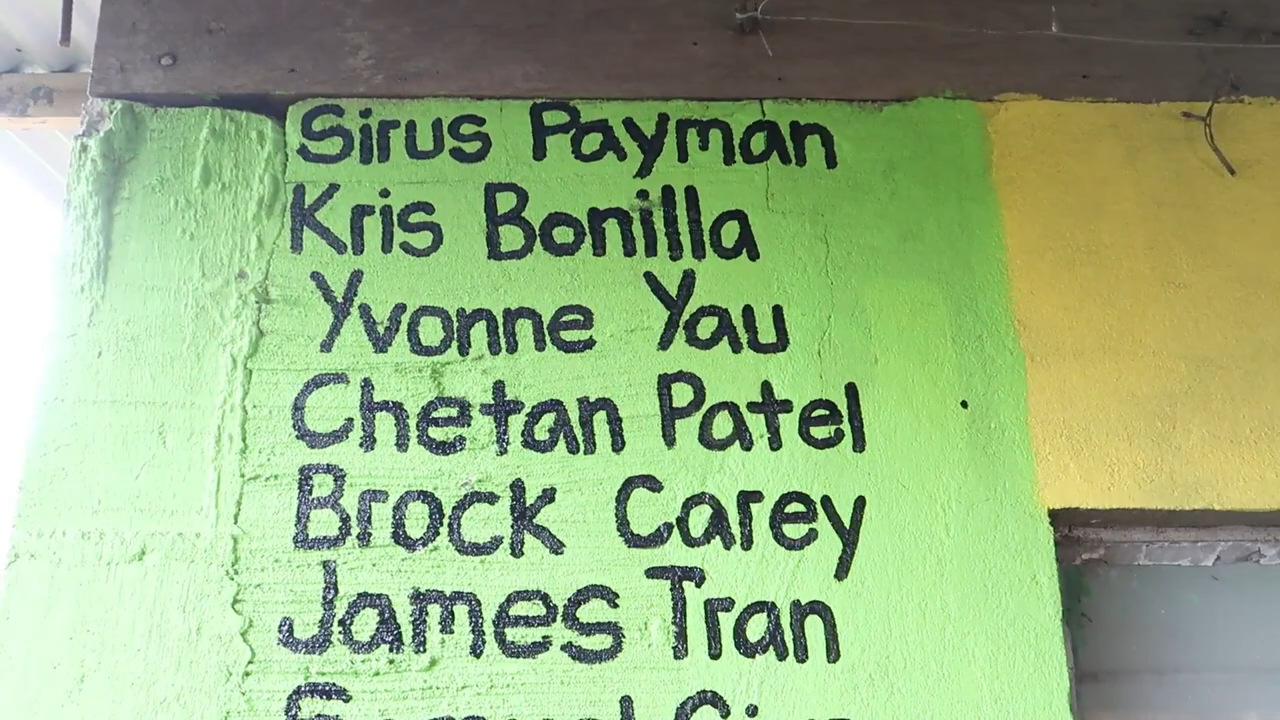 Sirus Payman
Kris Bonilla
Yvonne Yau
Chetan Patel
Brock Carey
James Tran